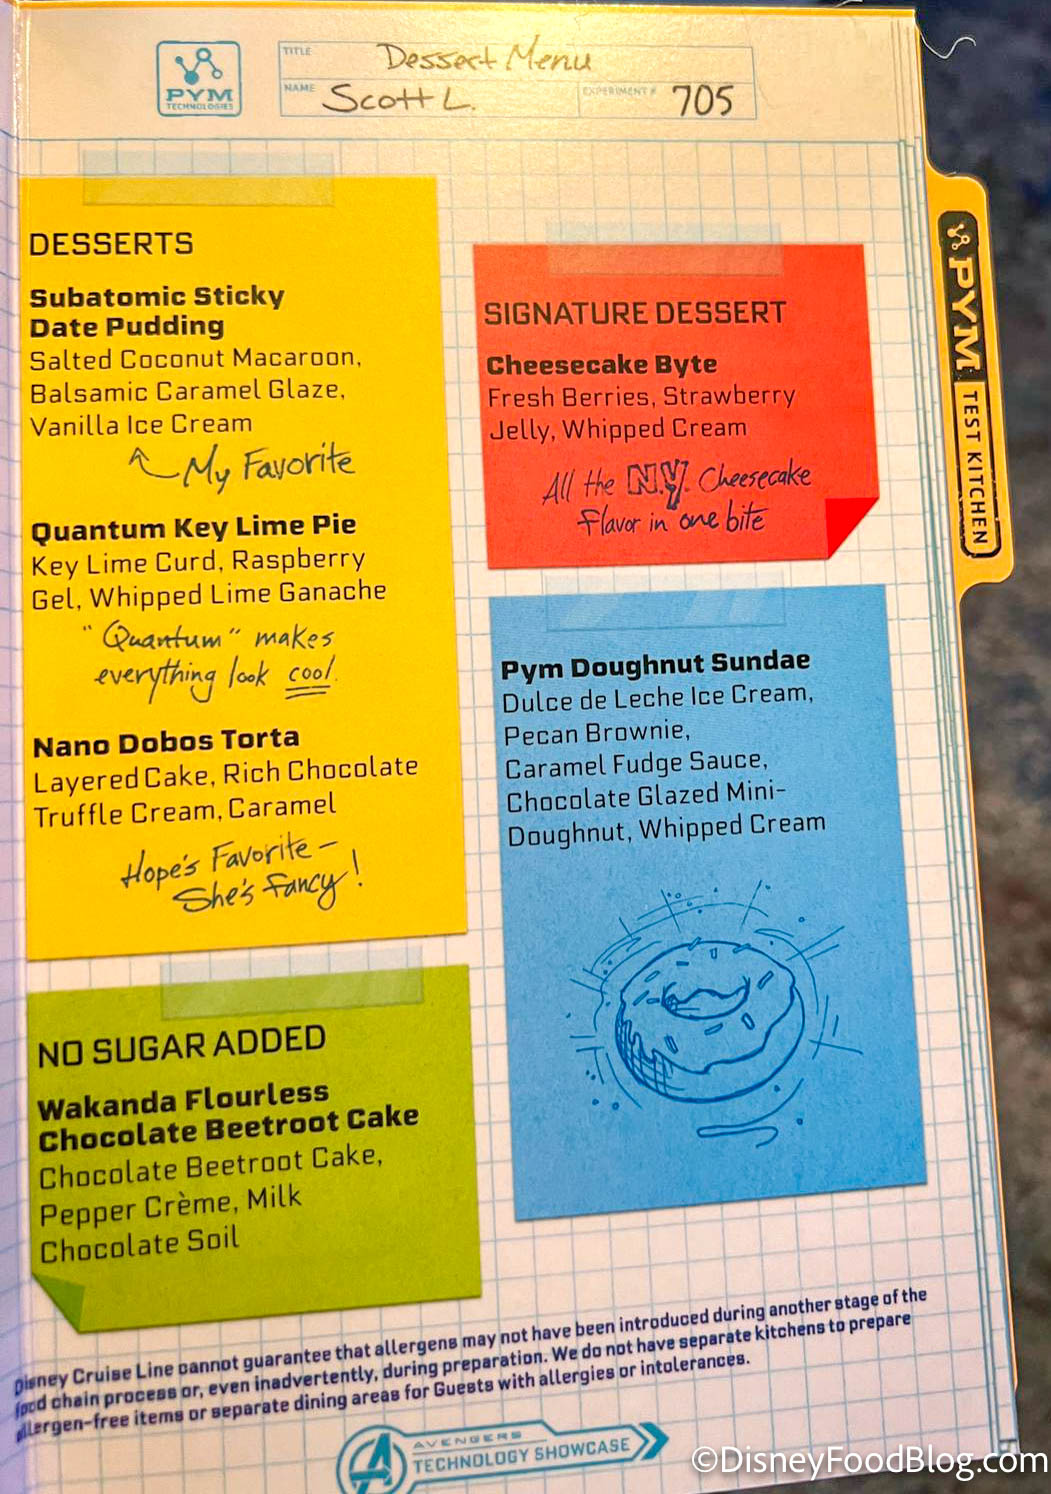 PYM
TECHNOLOGIES
TITLE
Dessert Menu
NAME
Scott L.
EXPERIMENT #
705
DESSERTS
Subatomic Sticky
Date Pudding
Salted Coconut Macaroon,
Balsamic Caramel Glaze,
Vanilla Ice Cream
My Favorite
Quantum Key Lime Pie
Key Lime Curd, Raspberry
Gel, Whipped Lime Ganache
"Quantum" makes
everything look cool.
Nano Dobos Torta
Layered Cake, Rich Chocolate
Truffle Cream, Caramel
Hope's Favorite –
She's fancy!
NO SUGAR ADDED
Wakanda Flourless
Chocolate Beetroot Cake
Chocolate Beetroot Cake,
Pepper Crème, Milk
Chocolate Soil
SIGNATURE DESSERT
Cheesecake Byte
Fresh Berries, Strawberry
Jelly, Whipped Cream
All the N.Y. Cheesecake
flavor in one bite
Pym Doughnut Sundae
Dulce de Leche Ice Cream,
Pecan Brownie,
Caramel Fudge Sauce,
Chocolate Glazed Mini-
Doughnut, Whipped Cream
PYM TEST KITCHEN
Disney Cruise Line cannot guarantee that allergens may not have been introduced during another stage of the
food chain process or, even inadvertently, during preparation. We do not have separate kitchens to prepare
allergen-free items or separate dining areas for Guests with allergies or intolerances.
AVENGERS
TECHNOLOGY SHOWCASE
©DisneyFoodBlog.com